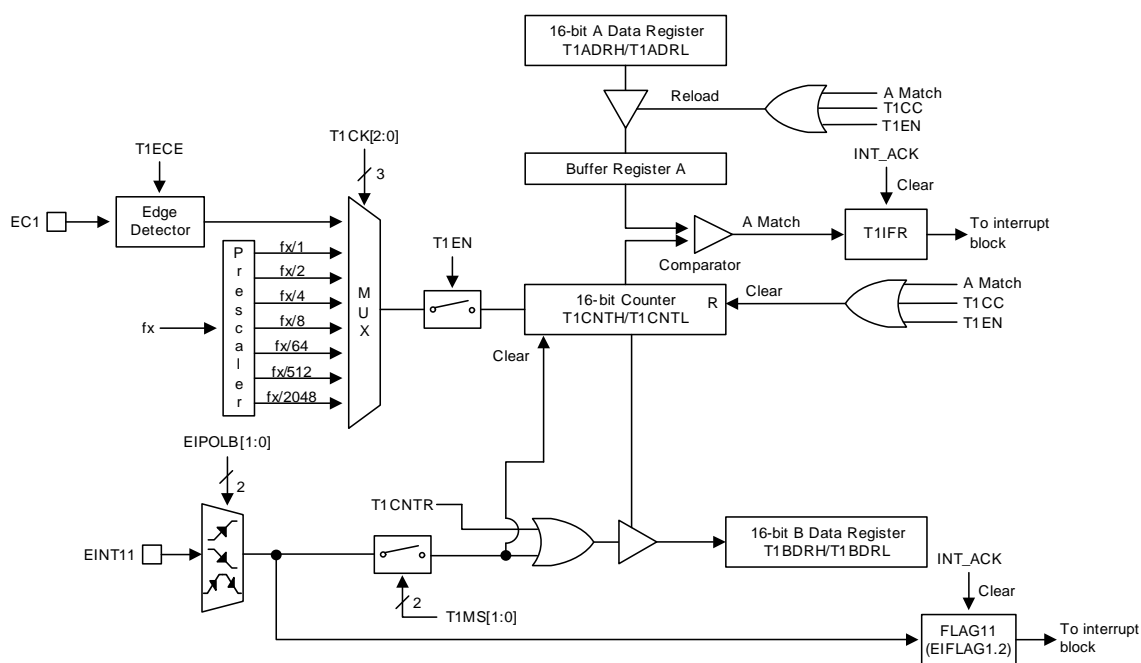 16-bit A Data Register
T1ADRH/T1ADRL
Reload
A Match
T1CC
T1EN
T1CK[2:0]
3
T1ECE
Buffer Register A
INT_ACK
Clear
EC1
Edge
Detector
A Match
T1IFR
To interrupt
block
Comparator
T1EN
Prescaler
fx/1
fx/2
fx/4
fx/8
fx/64
fx/512
fx/2048
fx
MUX
16-bit Counter
T1CNTH/T1CNTL
R
Clear
A Match
T1CC
T1EN
Clear
EIPOLB[1:0]
2
T1CNTR
EINT11
2
T1MS[1:0]
16-bit B Data Register
T1BDRH/T1BDRL
INT_ACK
Clear
FLAG11
(EIFLAG1.2)
To interrupt
block